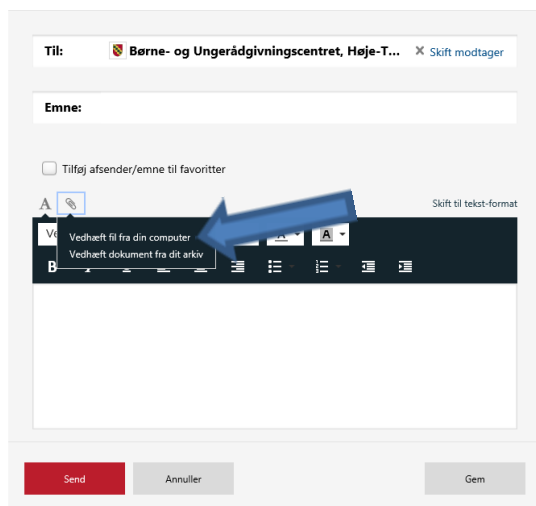 Til: Børne- og Ungerådgivningscentret, Høje-T... Skift modtager
Emne:
Tilføj afsender/emne til favoritter
A Skift til tekst-format
Vedhæft fil fra din computer A A
Vedhæft dokument fra dit arkiv
B
Send Annuller Gem